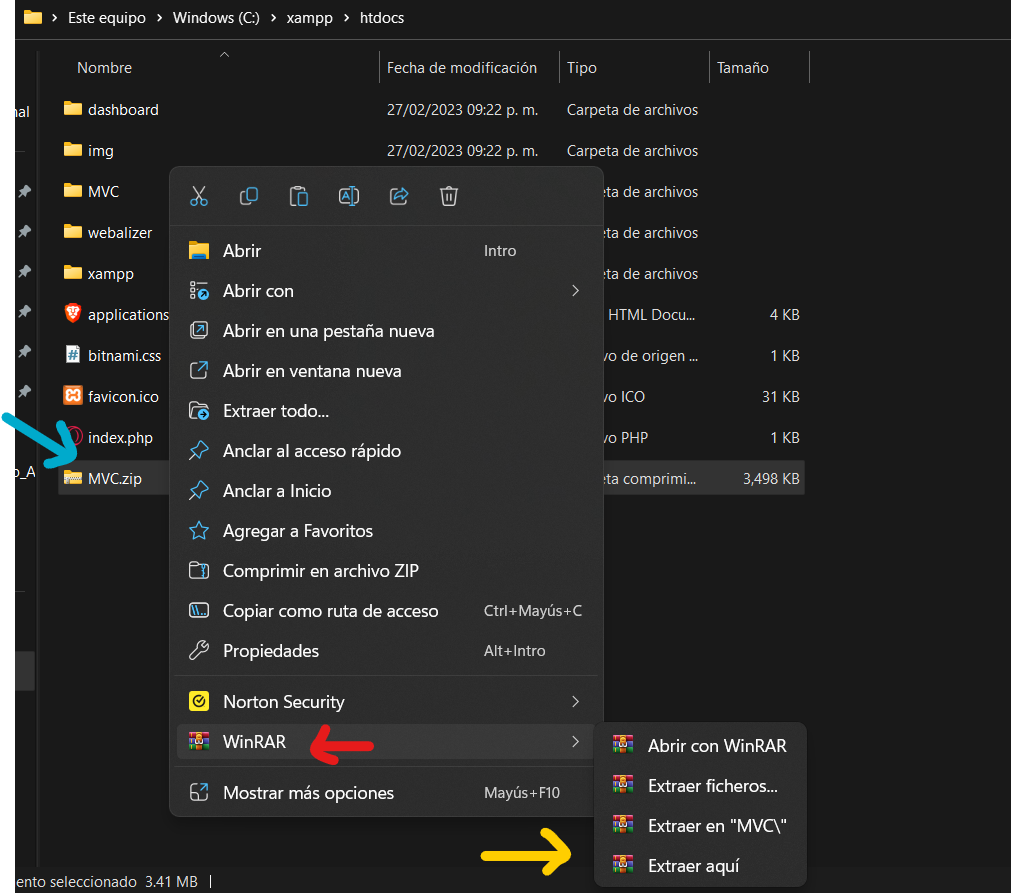 Este equipo > Windows (C:) > xampp > htdocs
Nombre Fecha de modificación Tipo Tamaño
dashboard 27/02/2023 09:22 p. m. Carpeta de archivos
img 27/02/2023 09:22 p. m. Carpeta de archivos
MVC eta de archivos
webalizer eta de archivos
xampp eta de archivos
applications HTML Docu... 4 KB
bitnami.css vo de origen ... 1 KB
favicon.ico vo ICO 31 KB
index.php vo PHP 1 KB
MVC.zip eta comprimi... 3,498 KB
nal
o_A
Abrir Intro
Abrir con
Abrir en una pestaña nueva
Abrir en ventana nueva
Extraer todo...
Anclar al acceso rápido
Anclar a Inicio
Agregar a Favoritos
Comprimir en archivo ZIP
Copiar como ruta de acceso Ctrl+Mayús+C
Propiedades Alt+Intro
Norton Security
WinRAR
Mostrar más opciones Mayús+F10
Abrir con WinRAR
Extraer ficheros...
Extraer en "MVC\"
Extraer aquí
ento seleccionado 3.41 MB